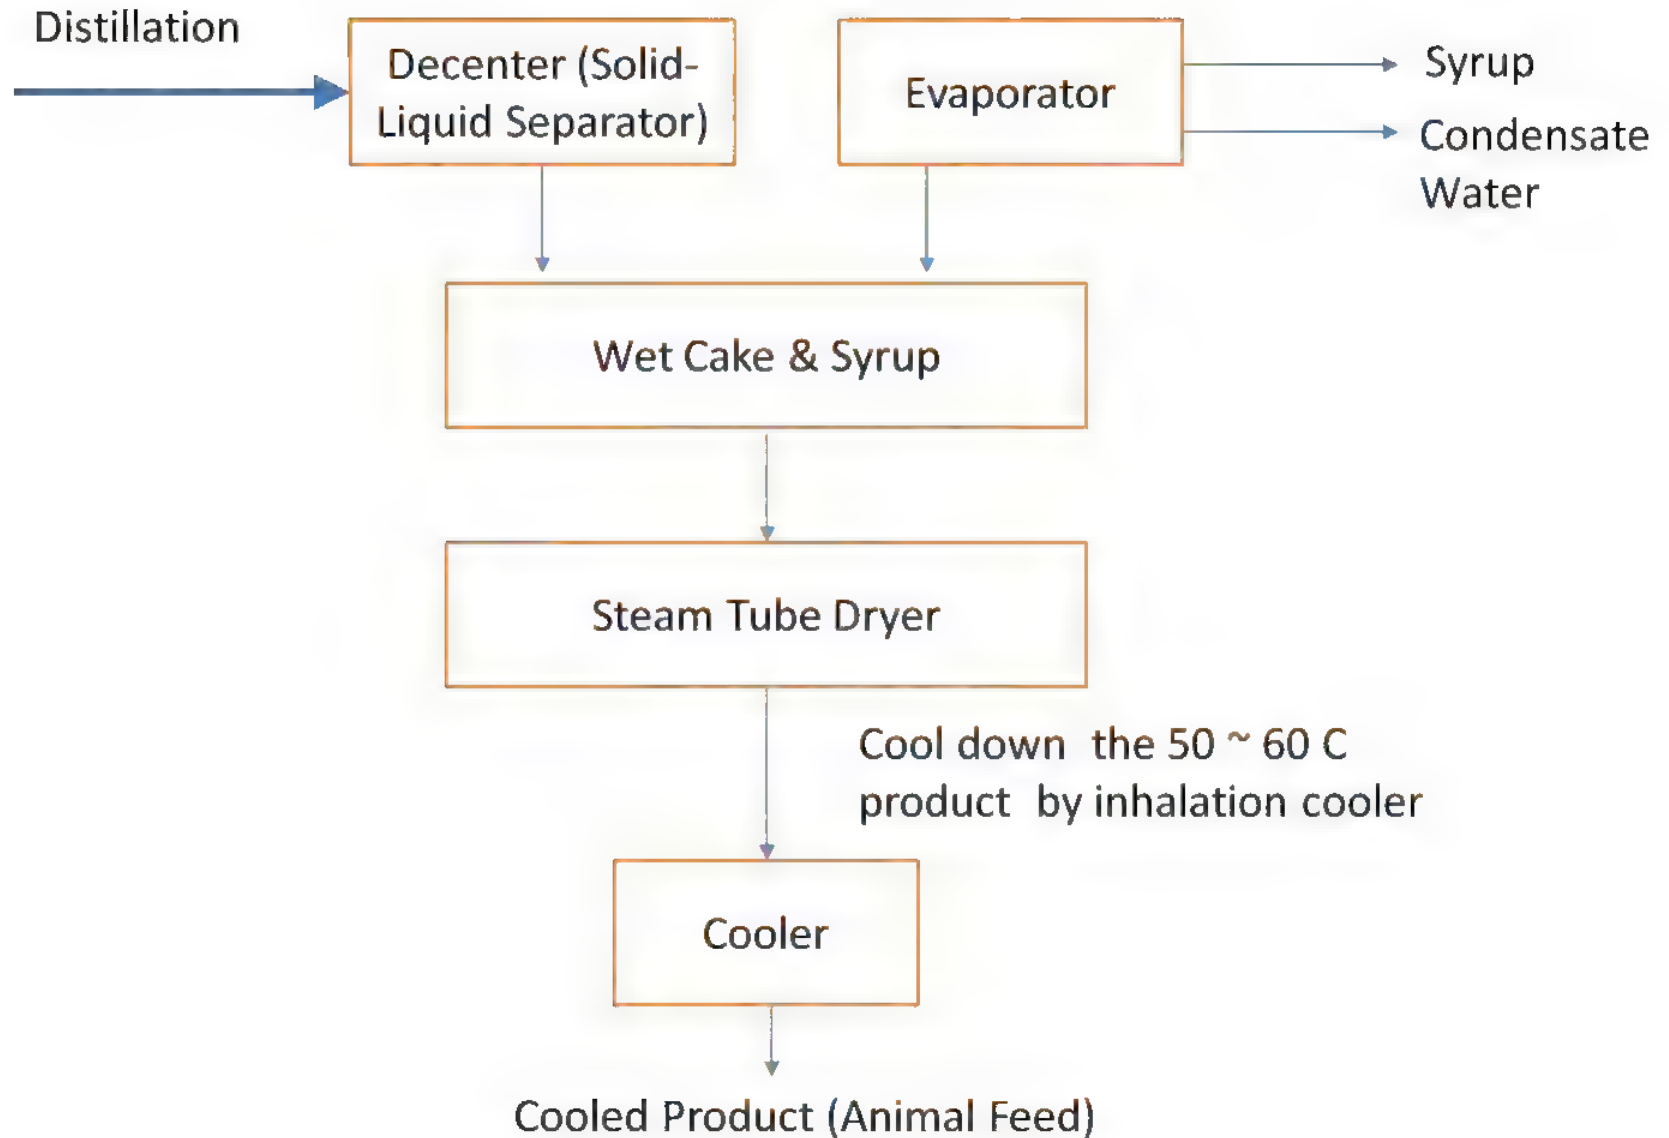 Distillation
Decenter (Solid-
Liquid Separator)
Evaporator
Syrup
Condensate
Water
Wet Cake & Syrup
Steam Tube Dryer
Cool down the 50 ~ 60 C
product by inhalation cooler
Cooler
Cooled Product (Animal Feed)